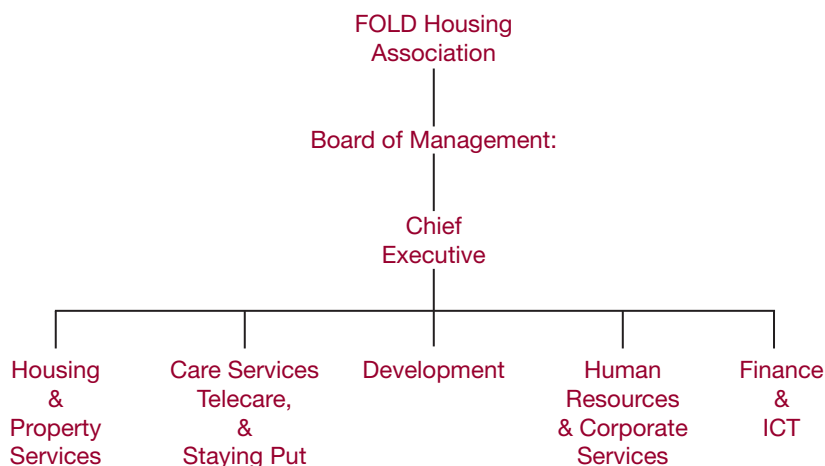 FOLD Housing
Association
Board of Management:
Chief
Executive
Housing
&
Property
Services
Care Services
Telecare,
&
Staying Put
Development
Human
Resources
& Corporate
Services
Finance
&
ICT